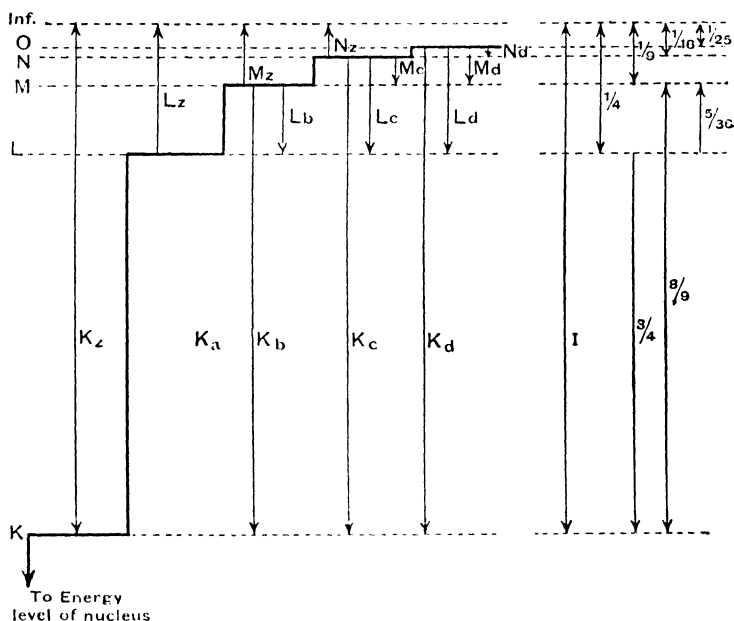 Inf.
O
N
M
L
K
Nz
Nd
Mz
Mc
Md
Lz
Lb
Lc
Ld
Kz
Ka
Kb
Kc
Kd
I
1/4
1/9
1/16
1/25
5/36
3/4
8/9
To Energy
level of nucleus